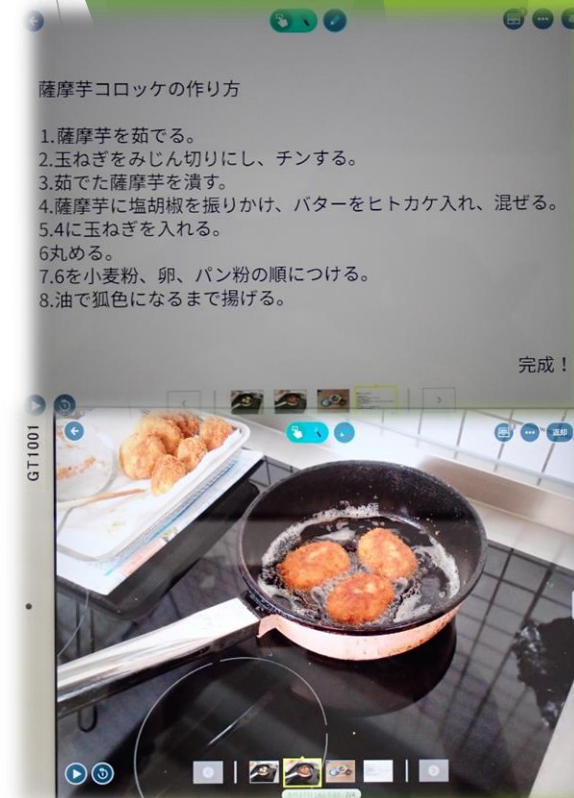 薩摩芋コロッケの作り方
1.薩摩芋を茹でる。
2.玉ねぎをみじん切りにし、チンする。
3.茹でた薩摩芋を潰す。
4.薩摩芋に塩胡椒を振りかけ、バターをヒトカケ入れ、混ぜる。
5.4に玉ねぎを入れる。
6丸める。
7.6を小麦粉、卵、パン粉の順につける。
8.油で狐色になるまで揚げる。
完成！
GT1001
返却